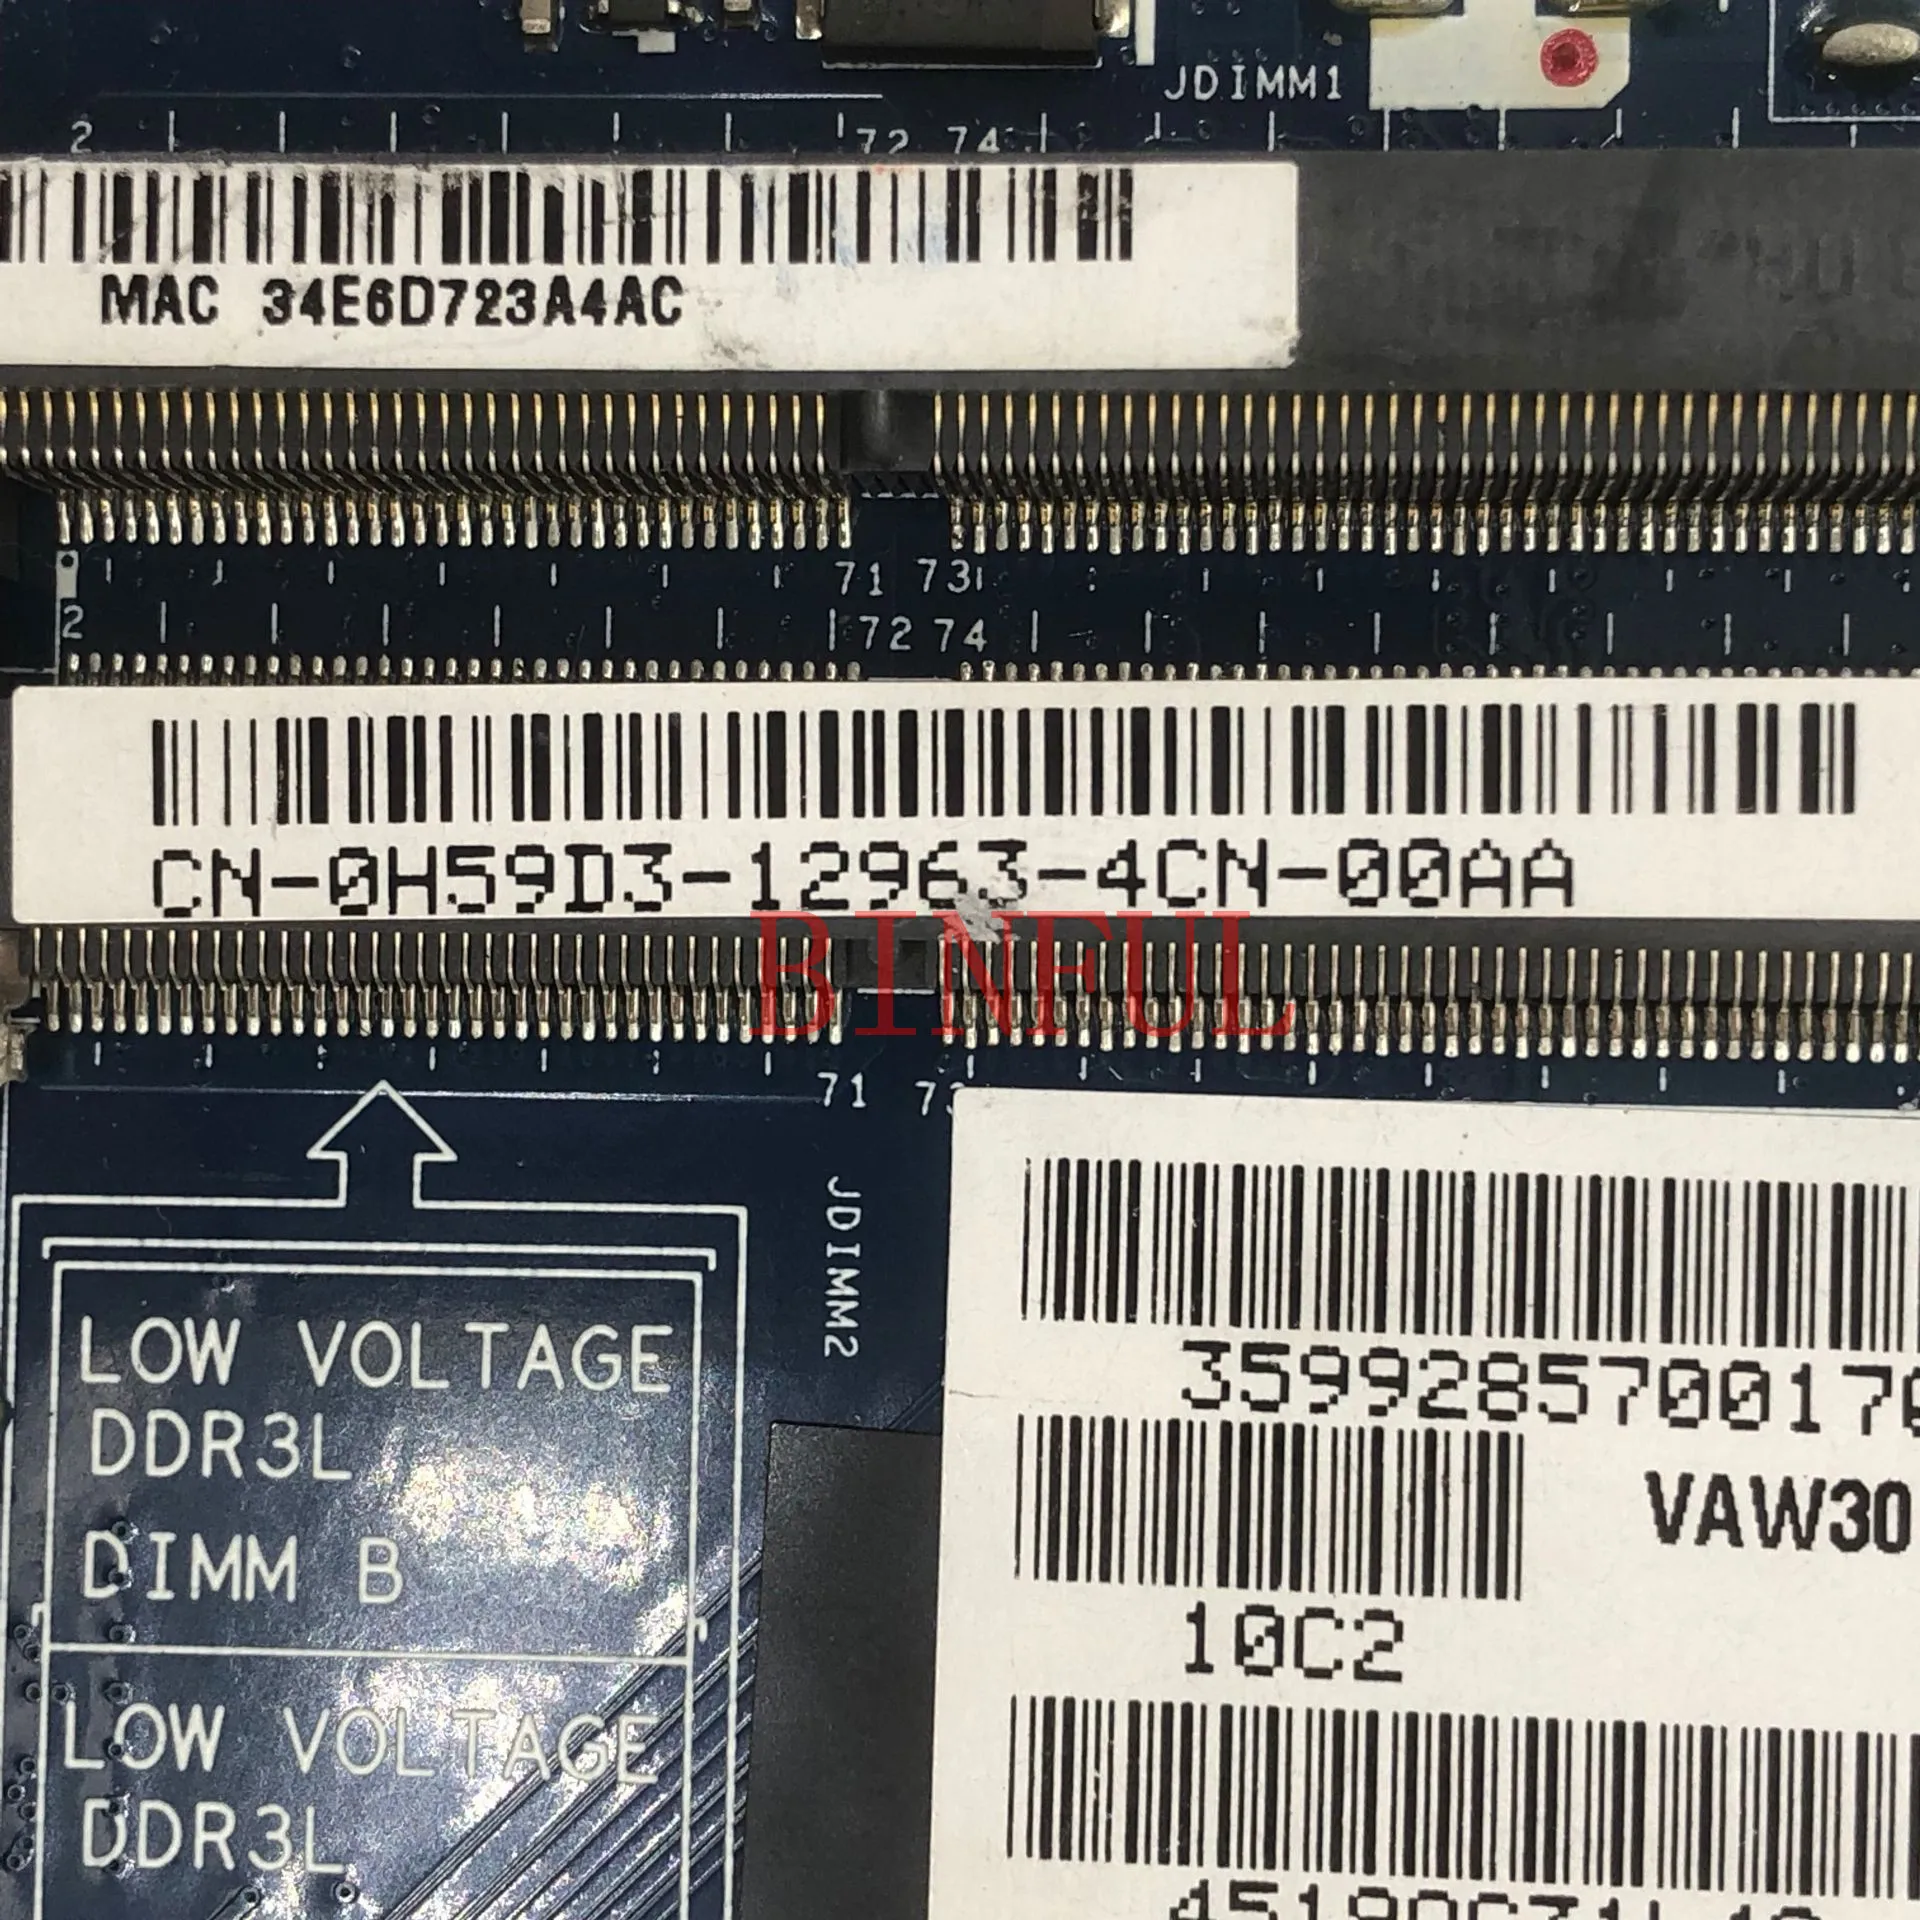 JDIMM1
2 72 74
MAC 34E6D723A4AC
71 73
2 72 74
CN-0H59D3-12963-4CN-00AA
BINFUL
71
JDIMM2
LOW VOLTAGE
DDR3L
DIMM B
LOW VOLTAGE
DDR3L
3599285700170
VAW30
10C2